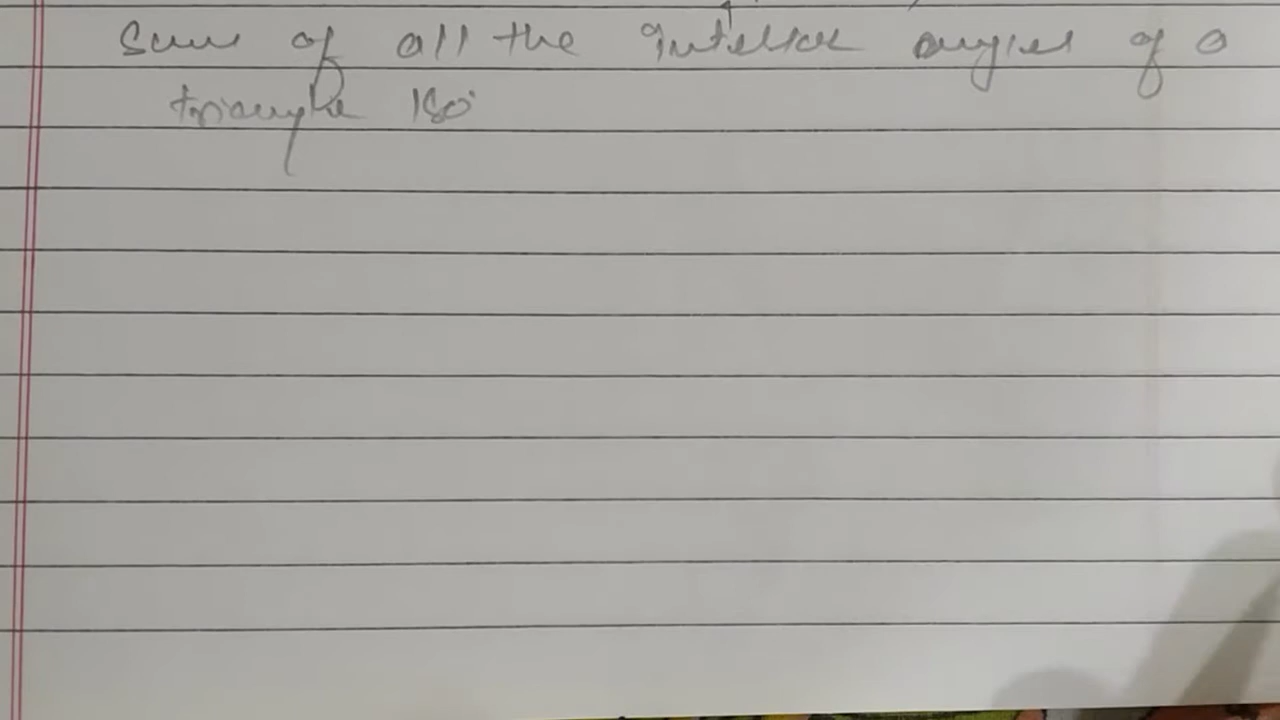 Sum of all the interior angles of a
triangle 180°